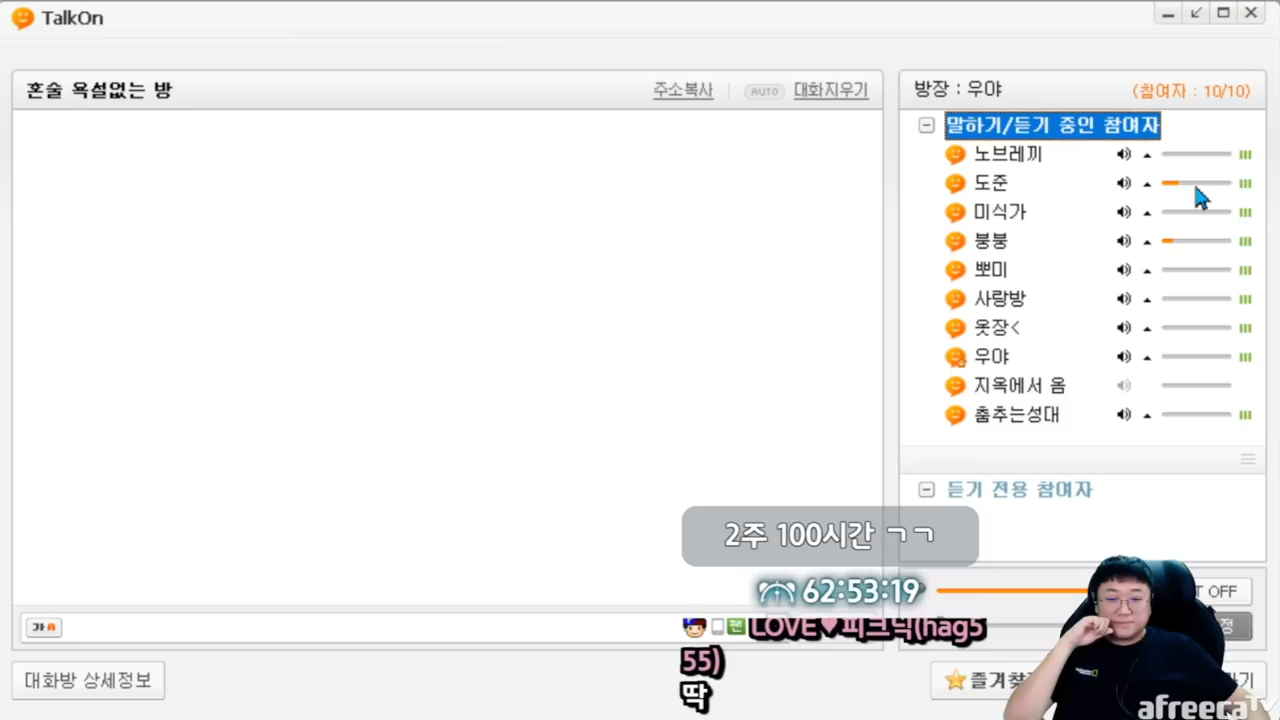 TalkOn
혼술 욕설없는 방
주소복사
AUTO
대화지우기
방장 : 우야
(참여자 : 10/10)
말하기/듣기 중인 참여자
노브레끼
도준
미식가
붕붕
뽀미
사랑방
옷장<
우야
지옥에서 옴
춤추는성대
듣기 전용 참여자
2주 100시간 ㄱㄱ
62:53:19
OFF
가
팬 LOVE♥피크닉(hag5
55)
딱
대화방 상세정보
afreecaTV